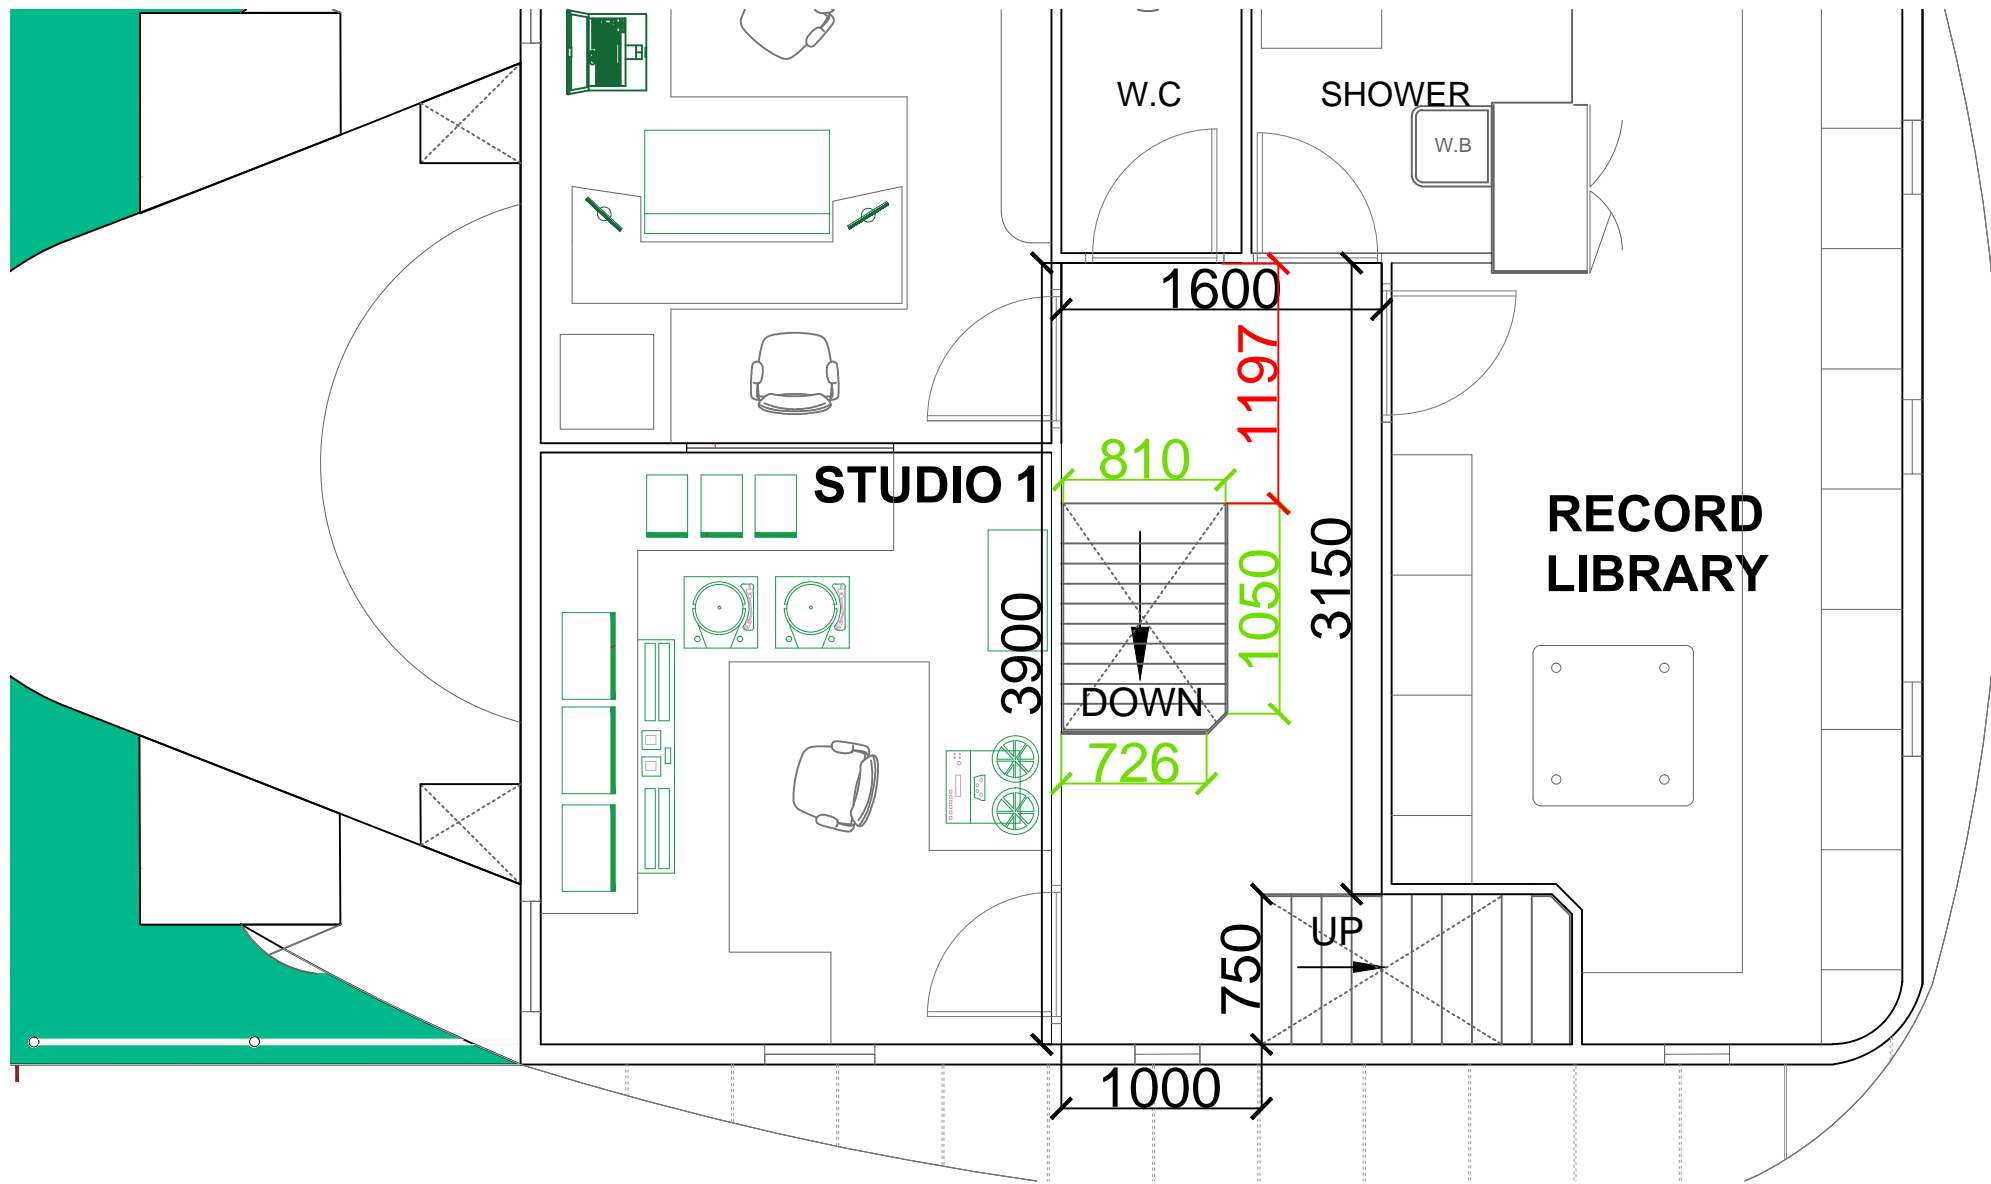 W.C
SHOWER
W.B
1600
1197
810
STUDIO 1
RECORD
LIBRARY
3150
1050
3900
DOWN
726
UP
750
1000